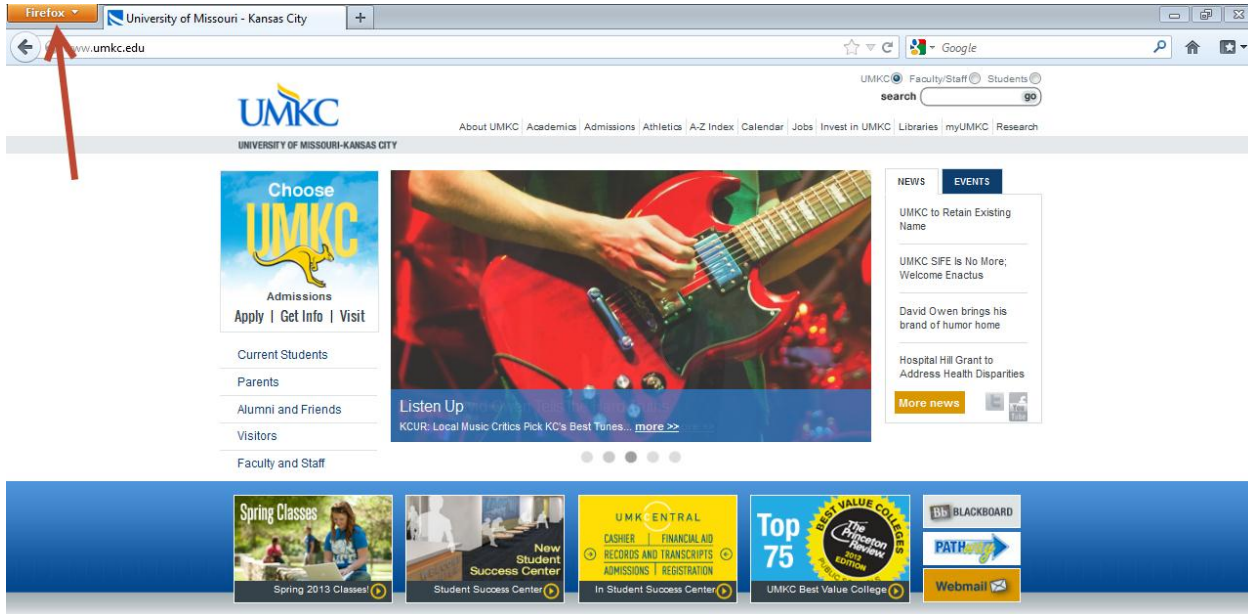 Firefox
University of Missouri - Kansas City
+
www.umkc.edu
Google
UMKC Faculty/Staff Students
search go
UMKC
About UMKC Academics Admissions Athletics A-Z Index Calendar Jobs Invest in UMKC Libraries myUMKC Research
UNIVERSITY OF MISSOURI-KANSAS CITY
Choose
UMKC
Admissions
Apply | Get Info | Visit
Current Students
Parents
Alumni and Friends
Visitors
Faculty and Staff
Listen Up
KCUR: Local Music Critics Pick KC's Best Tunes... more >>
NEWS EVENTS
UMKC to Retain Existing
Name
UMKC SIFE Is No More;
Welcome Enactus
David Owen brings his
brand of humor home
Hospital Hill Grant to
Address Health Disparities
More news
You
Tube
Spring Classes
Spring 2013 Classes!
New
Student
Success Center
Student Success Center
UMKCENTRAL
CASHIER | FINANCIAL AID
RECORDS AND TRANSCRIPTS
ADMISSIONS | REGISTRATION
In Student Success Center
Top
75
BEST VALUE COLLEGES
The
Princeton
Review
2012
EDITION
UMKC Best Value College
Bb BLACKBOARD
PATHway
Webmail